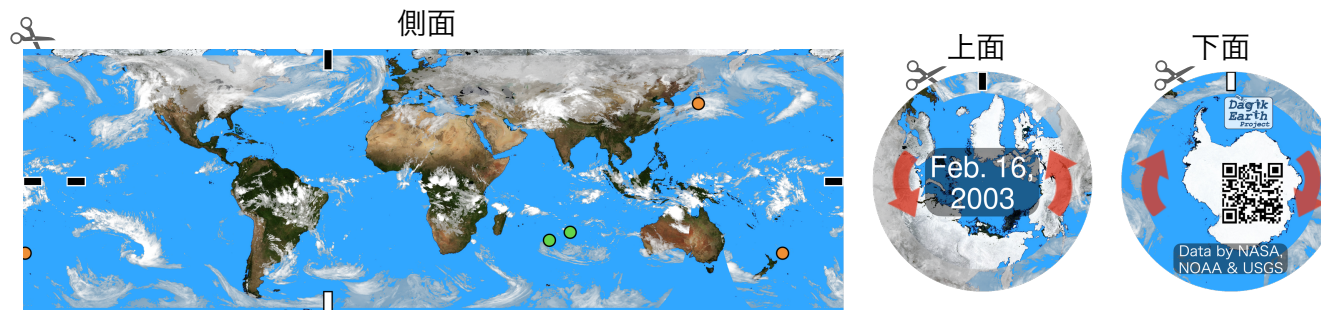 側面
上面
下面
Feb. 16,
2003
Dagik
Earth
Project
Data by NASA,
NOAA & USGS